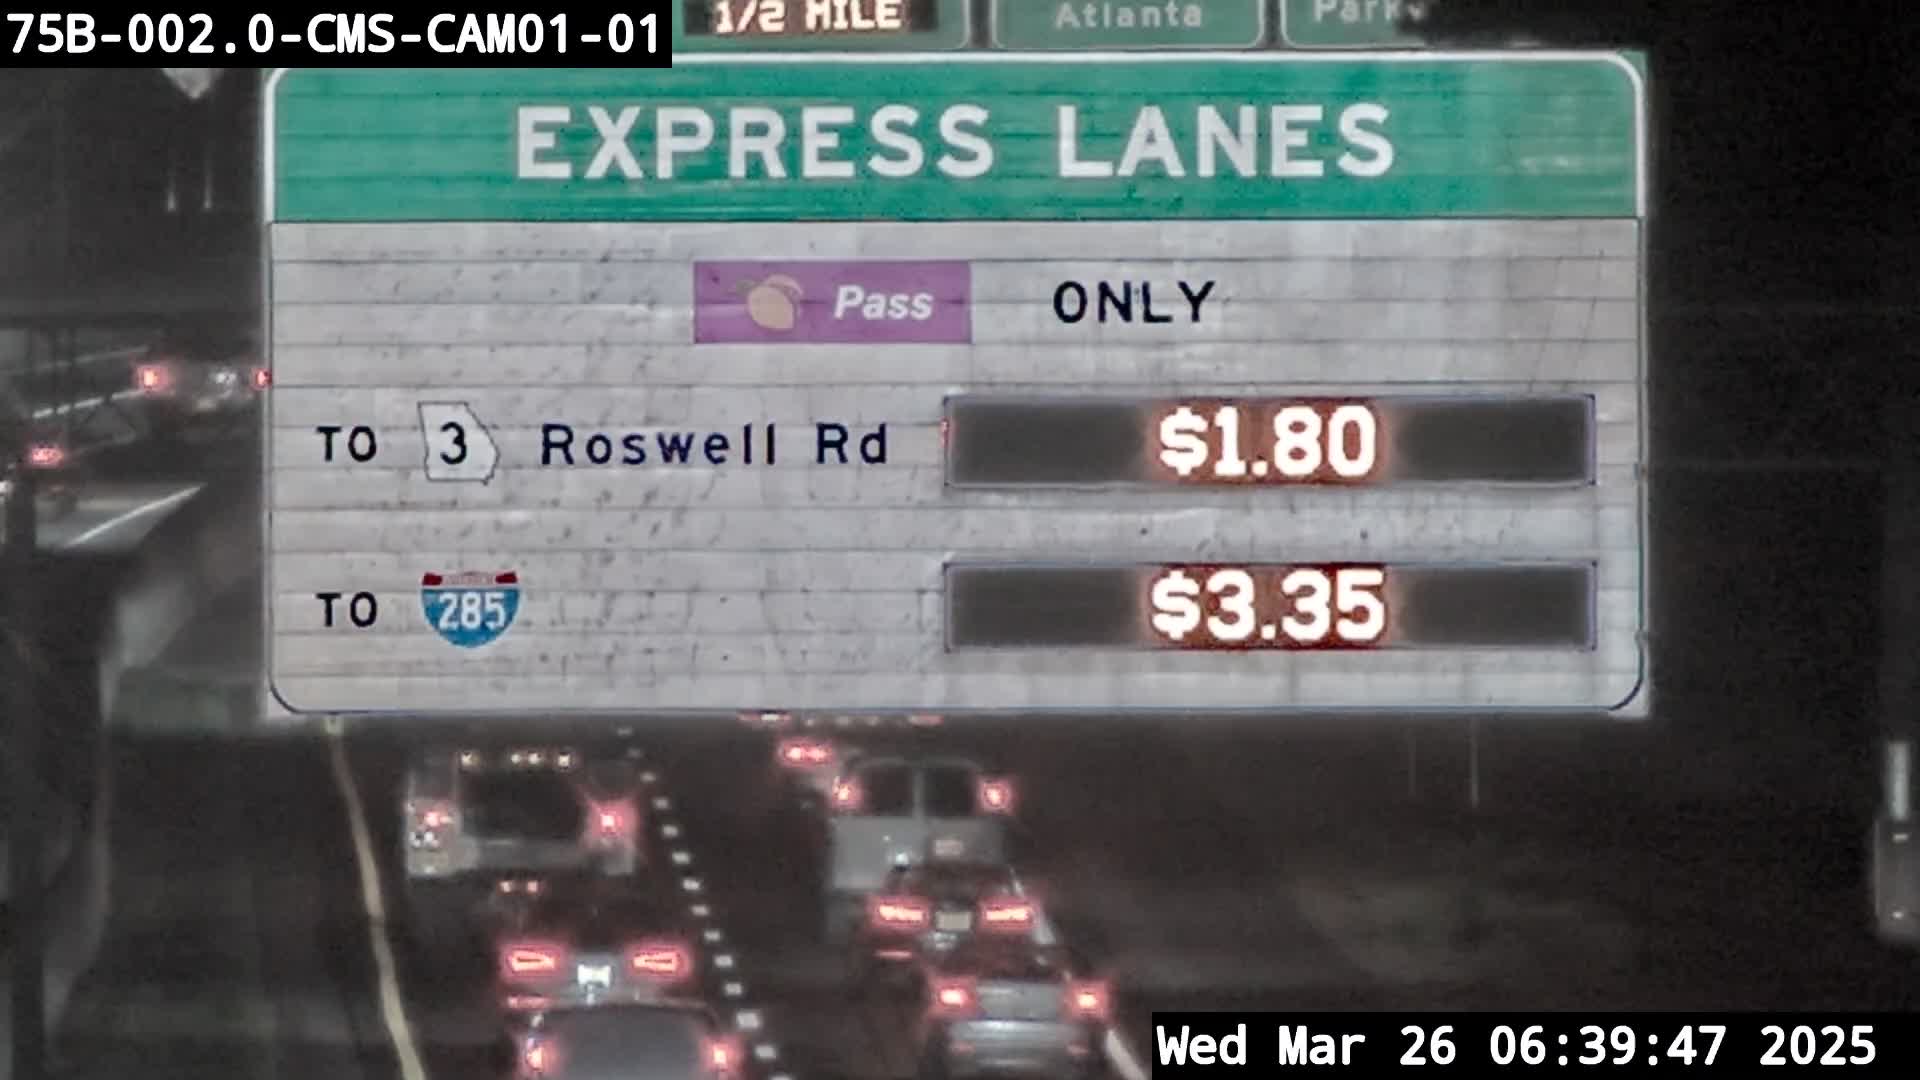 75B-002.0-CMS-CAM01-01
1/2 MILE
Atlanta
EXPRESS LANES
Pass ONLY
TO 3 Roswell Rd $1.80
TO 285 $3.35
Wed Mar 26 06:39:47 2025